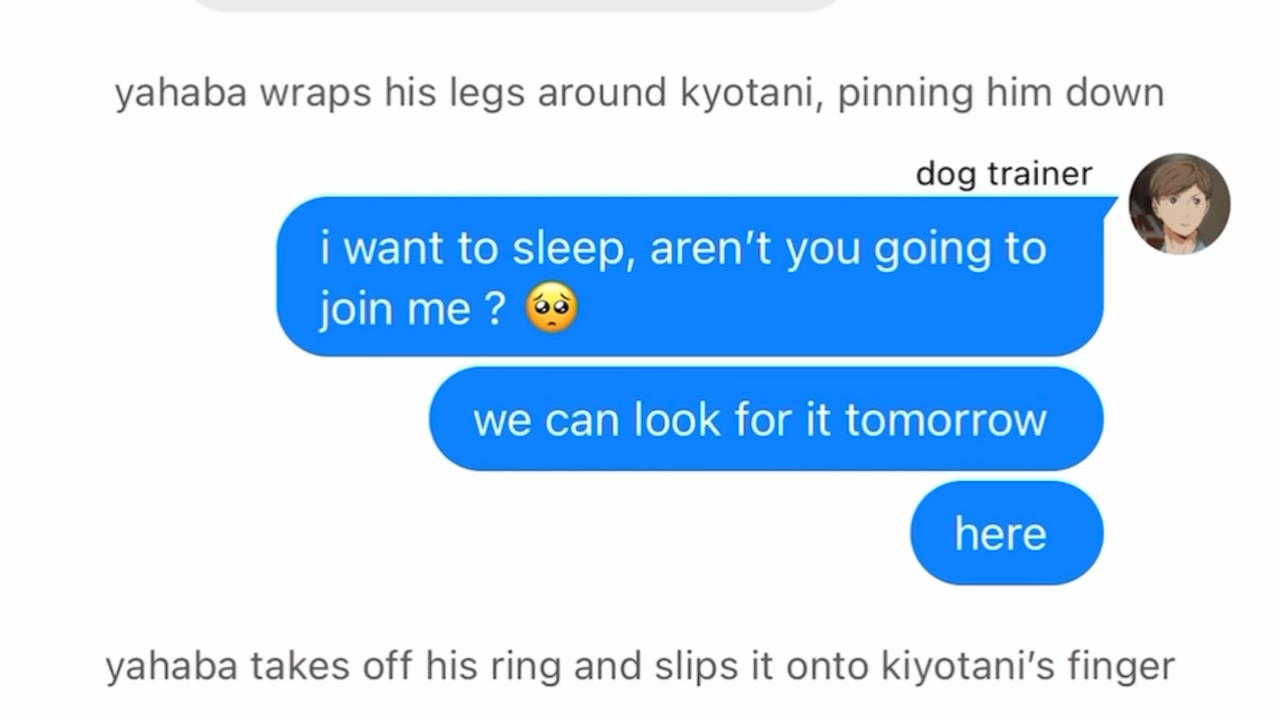 yahaba wraps his legs around kyotani, pinning him down
dog trainer
i want to sleep, aren’t you going to
join me ? 🥺
we can look for it tomorrow
here
yahaba takes off his ring and slips it onto kiyotani’s finger